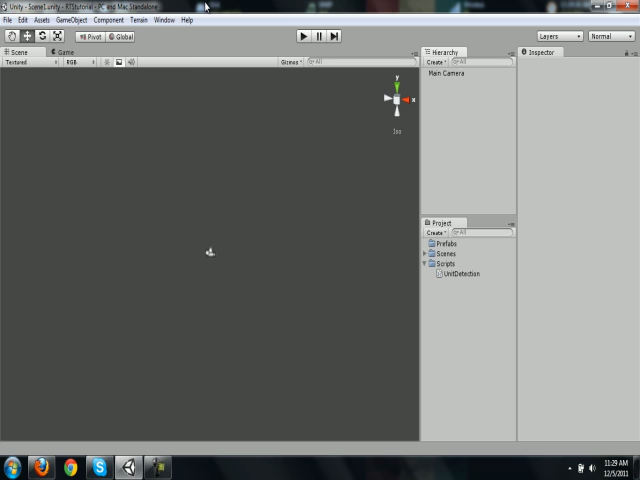 Unity - Scene1.unity - RTStutorial - PC and Mac Standalone
File Edit Assets GameObject Component Terrain Window Help
Pivot Global
Layers Normal
Scene Game
Textured RGB Gizmos All
y
x
Iso
Hierarchy
Create All
Main Camera
Inspector
Project
Create All
Prefabs
Scenes
Scripts
UnitDetection
11:29 AM
12/5/2011